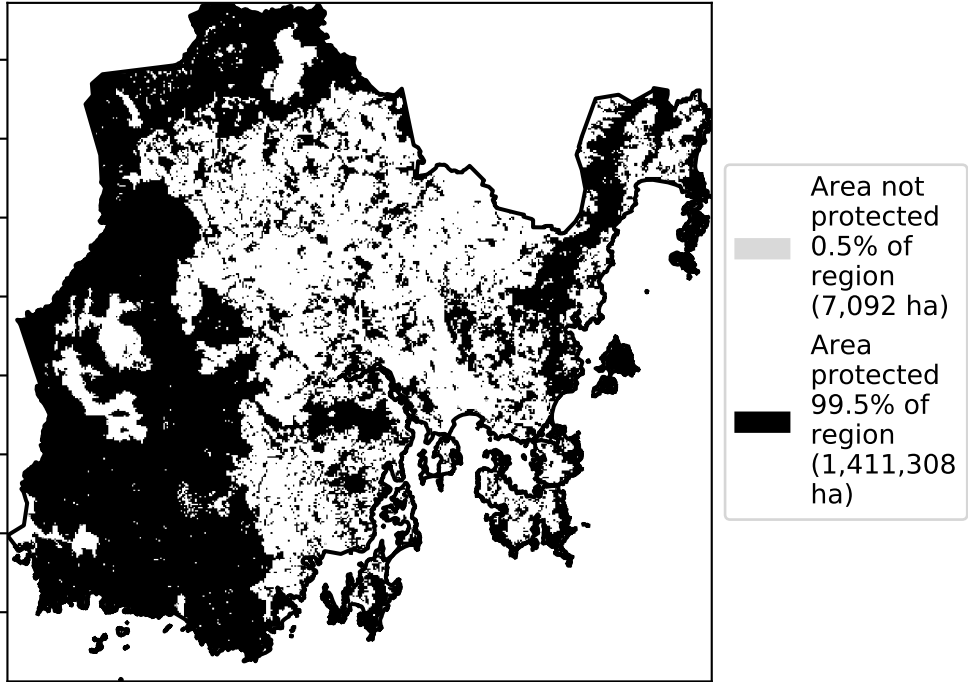 Area not
protected
0.5% of
region
(7,092 ha)
Area
protected
99.5% of
region
(1,411,308
ha)